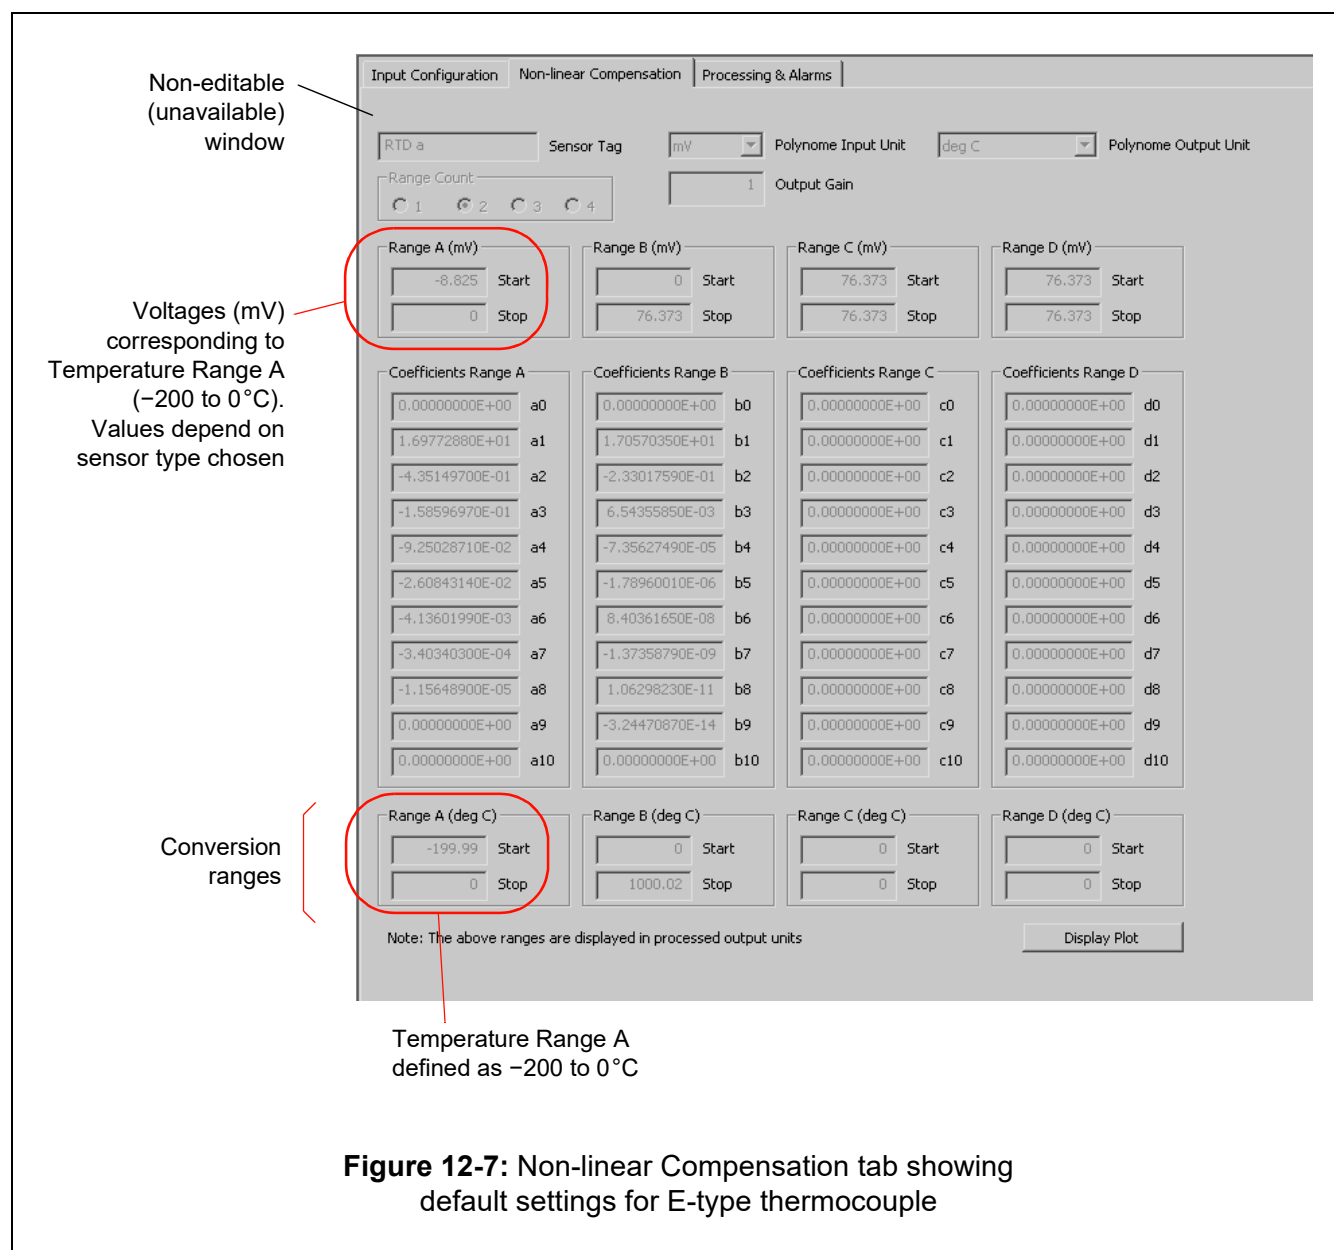 Non-editable
(unavailable)
window
Input Configuration Non-linear Compensation Processing & Alarms
RTD a Sensor Tag mV Polynome Input Unit deg C Polynome Output Unit
Range Count
1 2 3 4
1 Output Gain
Voltages (mV)
corresponding to
Temperature Range A
(−200 to 0°C).
Values depend on
sensor type chosen
Range A (mV) Range B (mV) Range C (mV) Range D (mV)
-8.825 Start 0 Start 76.373 Start 76.373 Start
0 Stop 76.373 Stop 76.373 Stop 76.373 Stop
Coefficients Range A Coefficients Range B Coefficients Range C Coefficients Range D
0.00000000E+00 a0 0.00000000E+00 b0 0.00000000E+00 c0 0.00000000E+00 d0
1.69772880E+01 a1 1.70570350E+01 b1 0.00000000E+00 c1 0.00000000E+00 d1
-4.35149700E-01 a2 -2.33017590E-01 b2 0.00000000E+00 c2 0.00000000E+00 d2
-1.58596970E-01 a3 6.54355850E-03 b3 0.00000000E+00 c3 0.00000000E+00 d3
-9.25028710E-02 a4 -7.35627490E-05 b4 0.00000000E+00 c4 0.00000000E+00 d4
-2.60843140E-02 a5 -1.78960010E-06 b5 0.00000000E+00 c5 0.00000000E+00 d5
-4.13601990E-03 a6 8.40361650E-08 b6 0.00000000E+00 c6 0.00000000E+00 d6
-3.40340300E-04 a7 -1.37358790E-09 b7 0.00000000E+00 c7 0.00000000E+00 d7
-1.15648900E-05 a8 1.06298230E-11 b8 0.00000000E+00 c8 0.00000000E+00 d8
0.00000000E+00 a9 -3.24470870E-14 b9 0.00000000E+00 c9 0.00000000E+00 d9
0.00000000E+00 a10 0.00000000E+00 b10 0.00000000E+00 c10 0.00000000E+00 d10
Conversion
ranges
Range A (deg C) Range B (deg C) Range C (deg C) Range D (deg C)
-199.99 Start 0 Start 0 Start 0 Start
0 Stop 1000.02 Stop 0 Stop 0 Stop
Note: The above ranges are displayed in processed output units Display Plot
Temperature Range A
defined as −200 to 0°C
Figure 12-7: Non-linear Compensation tab showing
default settings for E-type thermocouple